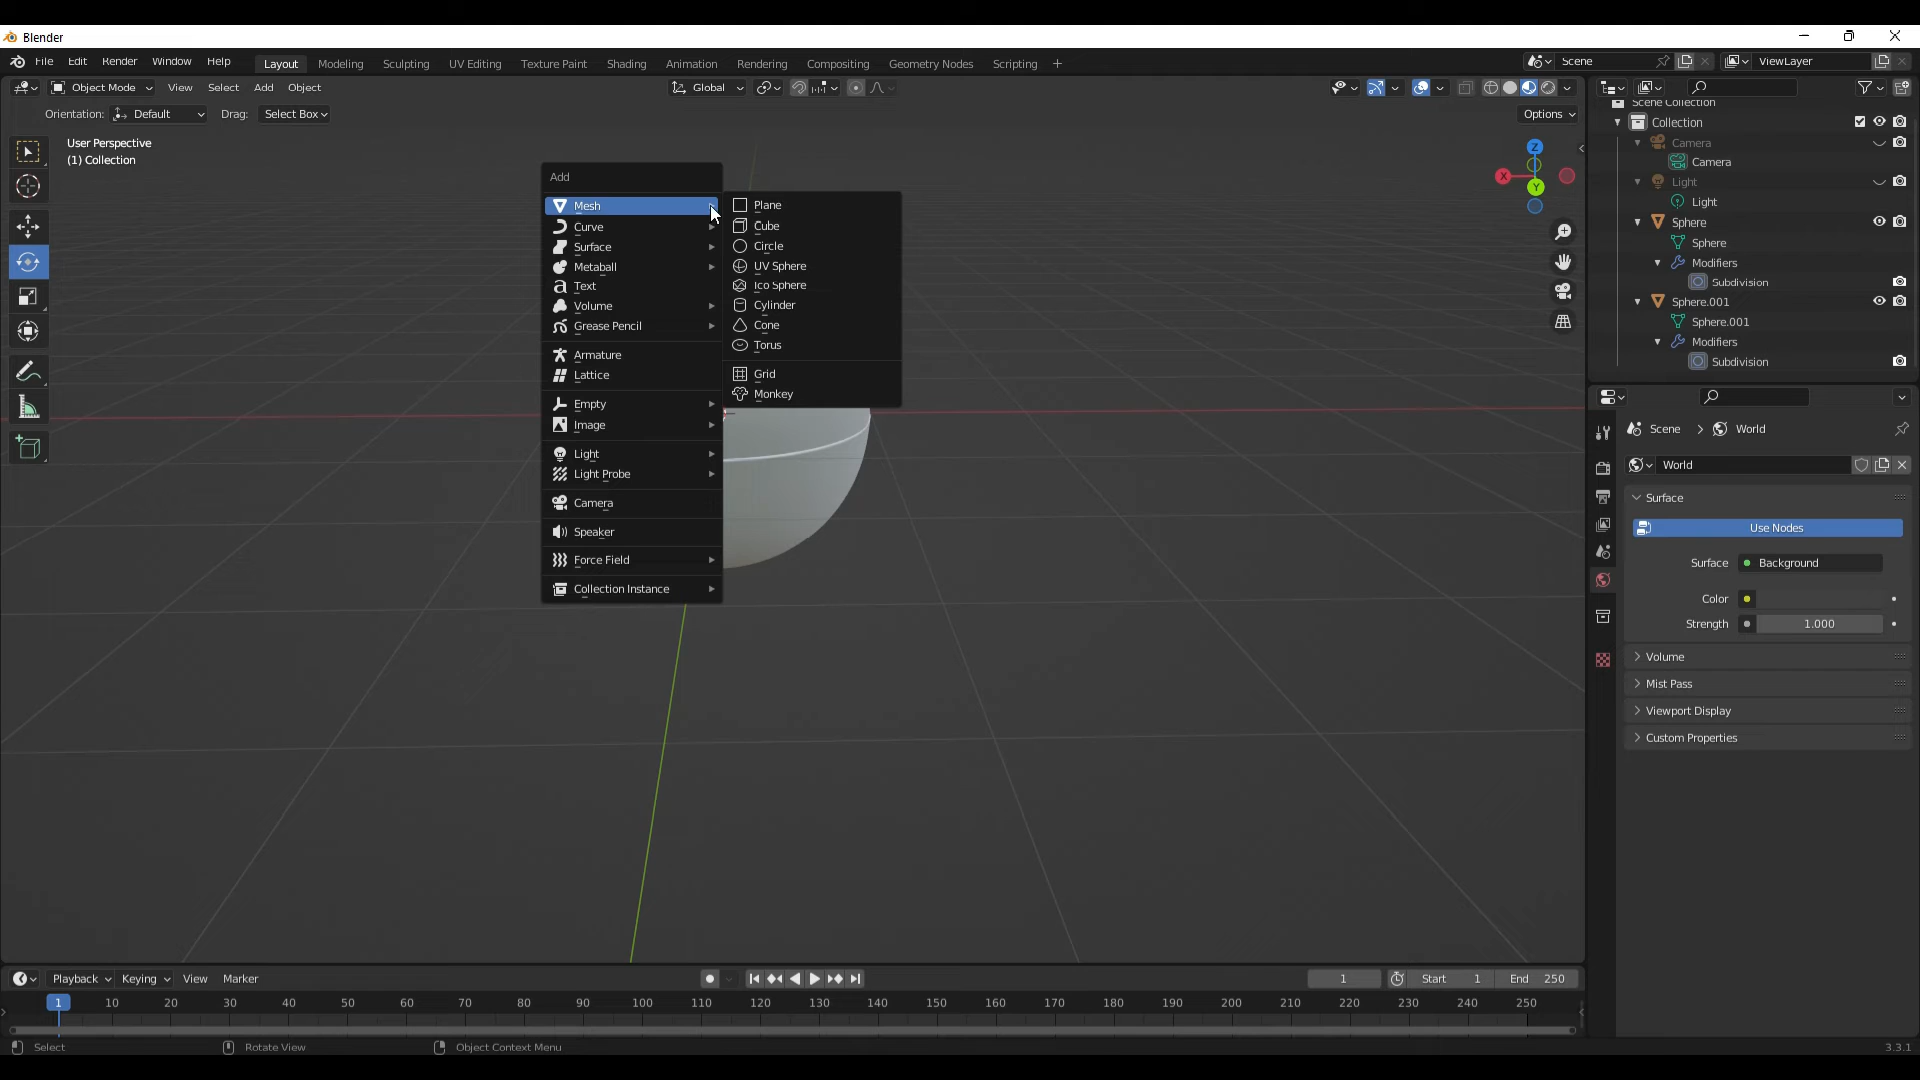 Blender
File Edit Render Window Help Layout Modeling Sculpting UV Editing Texture Paint Shading Animation Rendering Compositing Geometry Nodes Scripting + Scene ViewLayer
Object Mode View Select Add Object Global
Orientation: Default Drag: Select Box Options
User Perspective
(1) Collection
Add
Mesh
Curve
Surface
Metaball
Text
Volume
Grease Pencil
Armature
Lattice
Empty
Image
Light
Light Probe
Camera
Speaker
Force Field
Collection Instance
Plane
Cube
Circle
UV Sphere
Ico Sphere
Cylinder
Cone
Torus
Grid
Monkey
Z
X
Y
Scene Collection
Collection
Camera
Camera
Light
Light
Sphere
Sphere
Modifiers
Subdivision
Sphere.001
Sphere.001
Modifiers
Subdivision
Scene > World
World
Surface
Use Nodes
Surface Background
Color
Strength 1.000
Volume
Mist Pass
Viewport Display
Custom Properties
Playback Keying View Marker 1 Start 1 End 250
1 10 20 30 40 50 60 70 80 90 100 110 120 130 140 150 160 170 180 190 200 210 220 230 240 250
Select Rotate View Object Context Menu 3.3.1